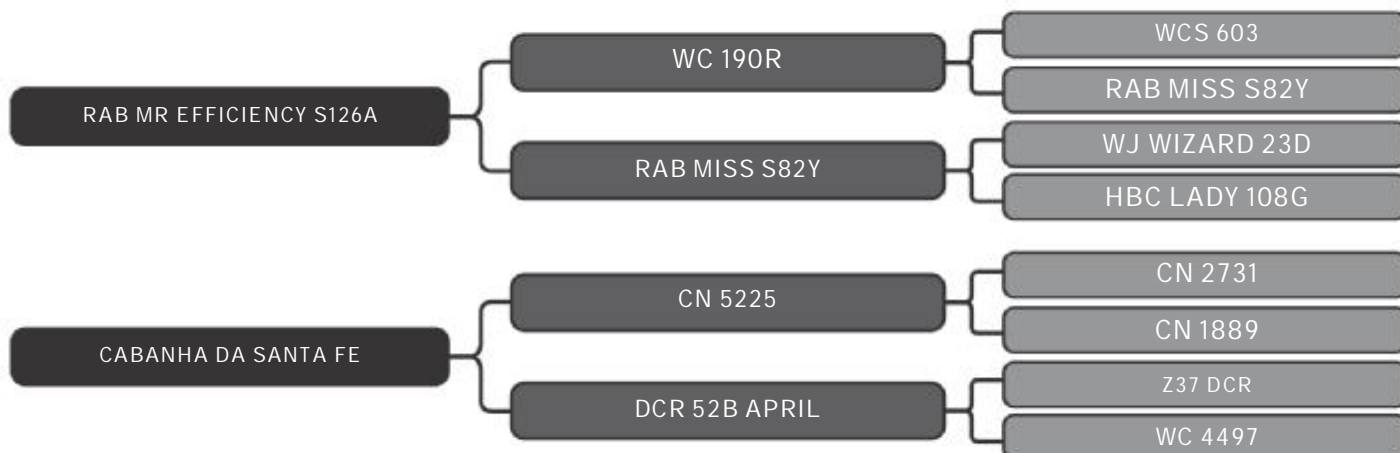 WCS 603
WC 190R
RAB MISS S82Y
RAB MR EFFICIENCY S126A
WJ WIZARD 23D
RAB MISS S82Y
HBC LADY 108G
CN 2731
CN 5225
CN 1889
CABANHA DA SANTA FE
Z37 DCR
DCR 52B APRIL
WC 4497